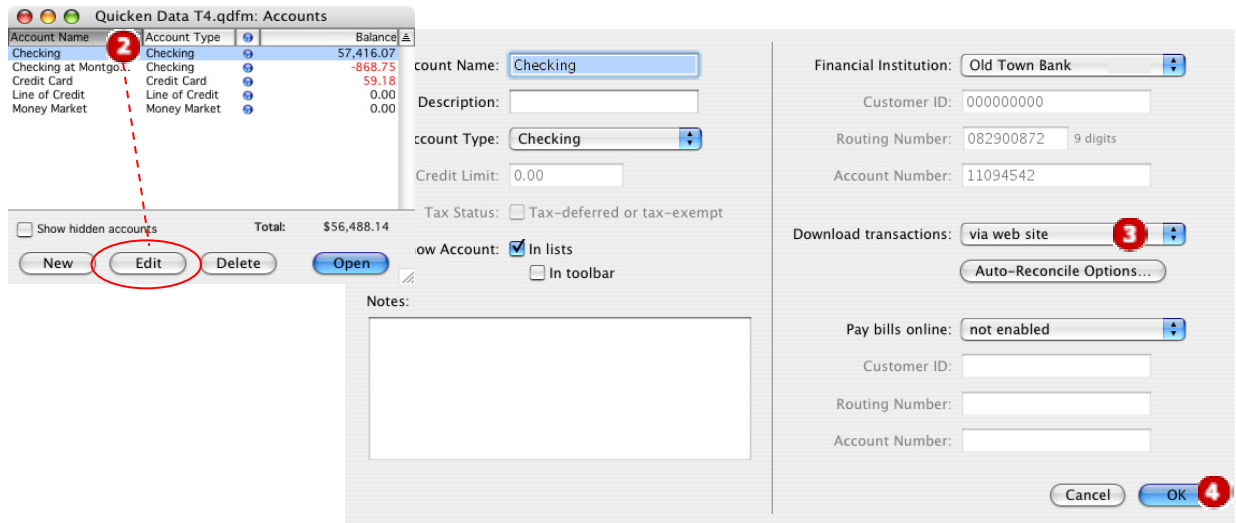 Quicken Data T4.qdfm: Accounts
Account Name Account Type Balance
2
Checking Checking 57,416.07
Checking at Montgo... Checking -868.75
Credit Card Credit Card 59.18
Line of Credit Line of Credit 0.00
Money Market Money Market 0.00
Show hidden accounts Total: $56,488.14
New Edit Delete Open
count Name: Checking
Description:
ccount Type: Checking
Credit Limit: 0.00
Tax Status: Tax-deferred or tax-exempt
ow Account: In lists
In toolbar
Notes:
Financial Institution: Old Town Bank
Customer ID: 000000000
Routing Number: 082900872 9 digits
Account Number: 11094542
Download transactions: via web site 3
Auto-Reconcile Options...
Pay bills online: not enabled
Customer ID:
Routing Number:
Account Number:
Cancel OK 4